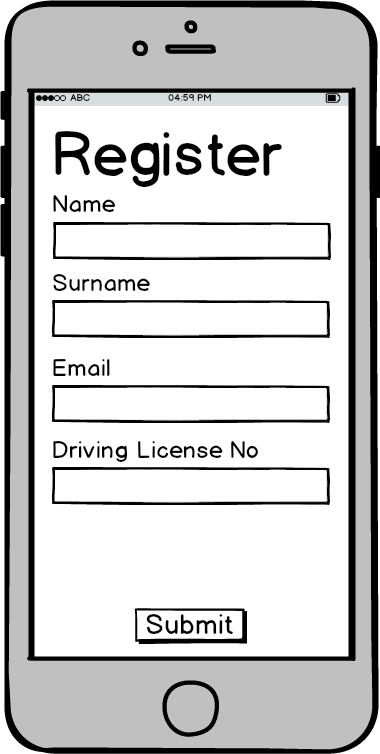 ABC 04:59 PM
Register
Name
Surname
Email
Driving License No
Submit